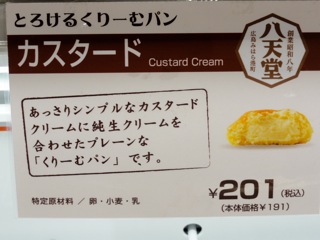 とろけるくりーむパン
カスタード
Custard Cream
創業昭和八年
八天堂
広島みはら港町
あっさりシンプルなカスタード
クリームに純生クリームを
合わせたプレーンな
「くりーむパン」です。
特定原材料 / 卵・小麦・乳
¥201(税込)
(本体価格¥191)